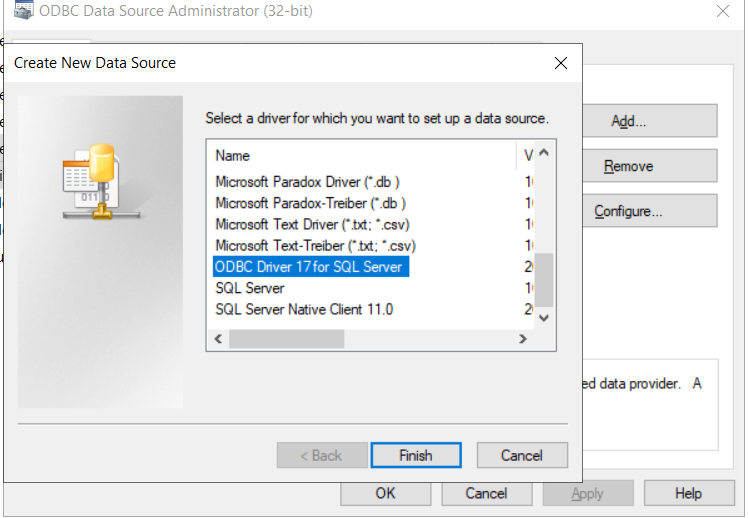 ODBC Data Source Administrator (32-bit)
Create New Data Source
Select a driver for which you want to set up a data source.
Name V
Microsoft Paradox Driver (*.db ) 1
Microsoft Paradox-Treiber (*.db ) 1
Microsoft Text Driver (*.txt; *.csv) 1
Microsoft Text-Treiber (*.txt; *.csv) 1
ODBC Driver 17 for SQL Server 2
SQL Server 1
SQL Server Native Client 11.0 2
Add...
Remove
Configure...
ed data provider. A
< Back Finish Cancel
OK Cancel Apply Help